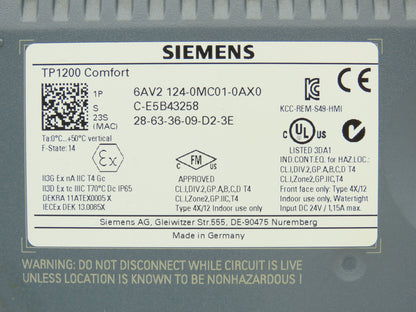 SIEMENS
TP1200 Comfort
1P 6AV2 124-0MC01-0AX0
S C-E5B43258
23S (MAC) 28-63-36-09-D2-3E
KCC-REM-S49-HMI
Ta:0°C...+50°C vertical
F-State: 14
Ex
FM
C UL US
LISTED 3DA1
IND.CONT.EQ. for HAZ.LOC.:
II3G Ex nA IIC T4 Gc
II3D Ex tc IIIC T70°C Dc IP65
DEKRA 11ATEX0005 X
IECEx DEK 13.0085X
APPROVED
CL.I,DIV.2,GP.A,B,C,D T4
CL.I,Zone2,GP.IIC,T4
Type 4X/12 Indoor use only
CL.I,DIV.2,GP.A,B,C,D T4
CL.I,Zone2,GP.IIC,T4
Front face only: Type 4X/12
Indoor use only, Watertight
Input DC 24V / 1,15A max.
Siemens AG, Gleiwitzer Str.555, DE-90475 Nuremberg
Made in Germany
WARNING: DO NOT DISCONNECT WHILE CIRCUIT IS LIVE
UNLESS LOCATION IS KNOWN TO BE NONHAZARDOUS !